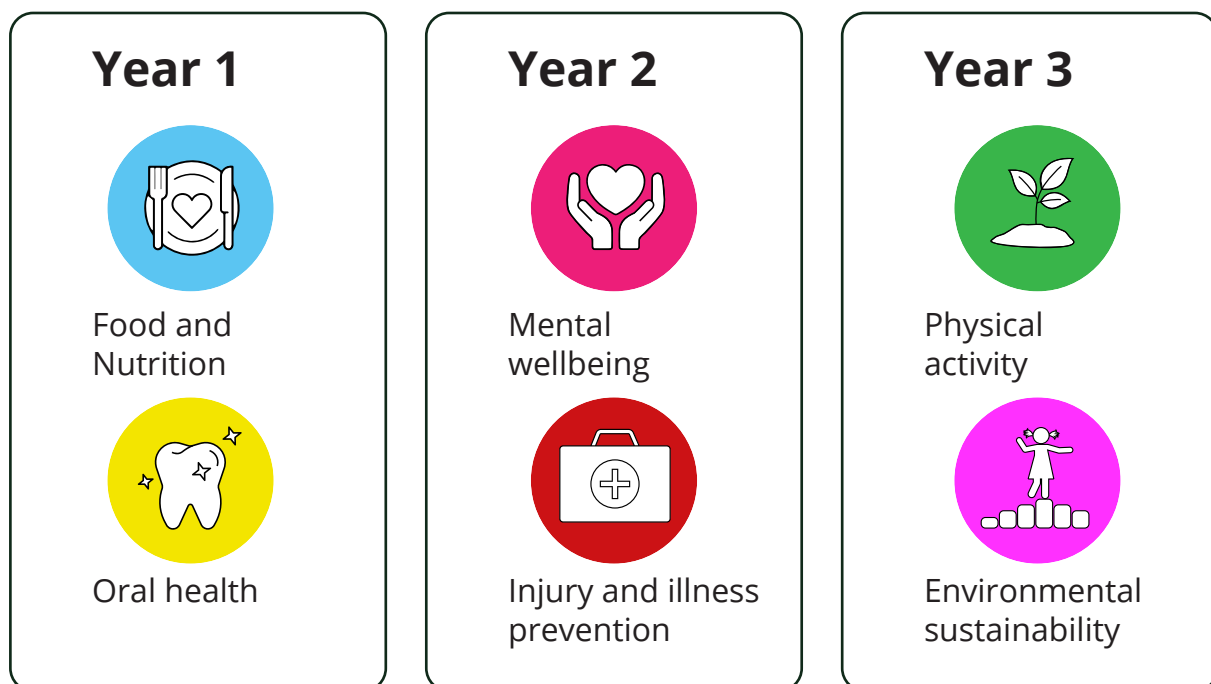 Year 1
Food and
Nutrition
Oral health
Year 2
Mental
wellbeing
Injury and illness
prevention
Year 3
Physical
activity
Environmental
sustainability